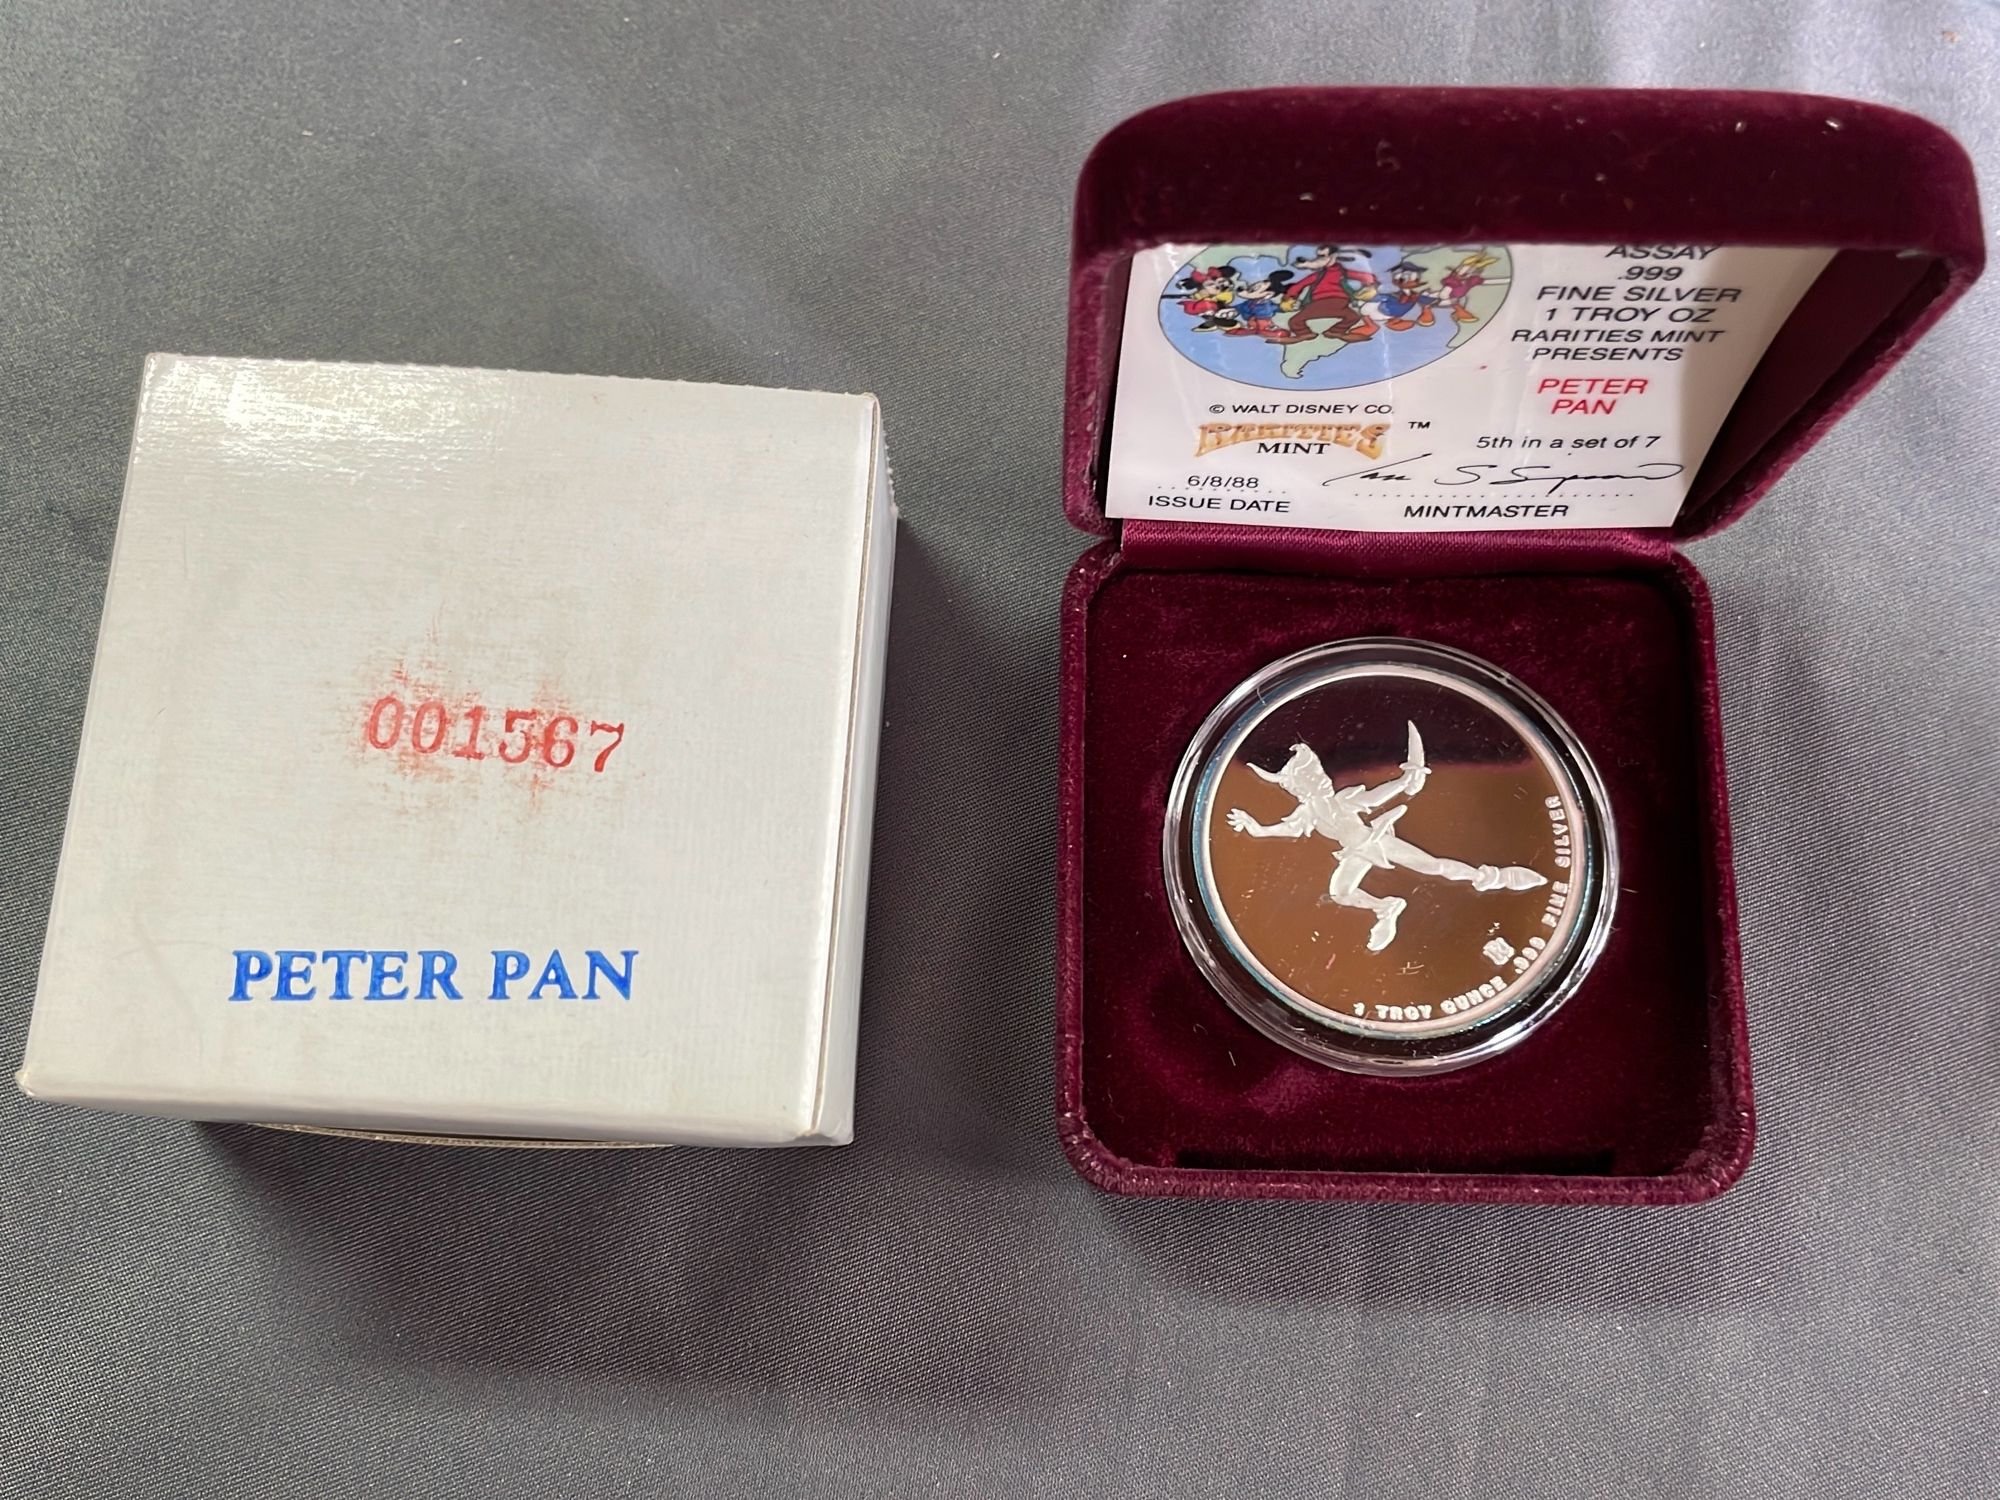 001567
PETER PAN
ASSAY
.999
FINE SILVER
1 TROY OZ
RARITIES MINT
PRESENTS
PETER
PAN
5th in a set of 7
© WALT DISNEY CO.
RARITIES ™
MINT
6/8/88
ISSUE DATE
MINTMASTER
1 TROY OUNCE .999 FINE SILVER